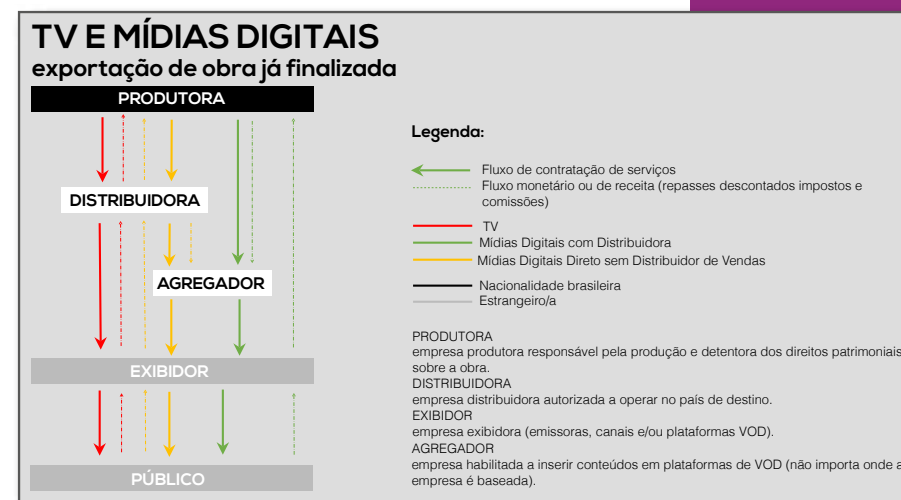 TV E MÍDIAS DIGITAIS
exportação de obra já finalizada
PRODUTORA
DISTRIBUIDORA
AGREGADOR
EXIBIDOR
PÚBLICO
Legenda:
Fluxo de contratação de serviços
Fluxo monetário ou de receita (repasses descontados impostos e
comissões)
TV
Mídias Digitais com Distribuidora
Mídias Digitais Direto sem Distribuidor de Vendas
Nacionalidade brasileira
Estrangeiro/a
PRODUTORA
empresa produtora responsável pela produção e detentora dos direitos patrimoniais
sobre a obra.
DISTRIBUIDORA
empresa distribuidora autorizada a operar no país de destino.
EXIBIDOR
empresa exibidora (emissoras, canais e/ou plataformas VOD).
AGREGADOR
empresa habilitada a inserir conteúdos em plataformas de VOD (não importa onde a
empresa é baseada).